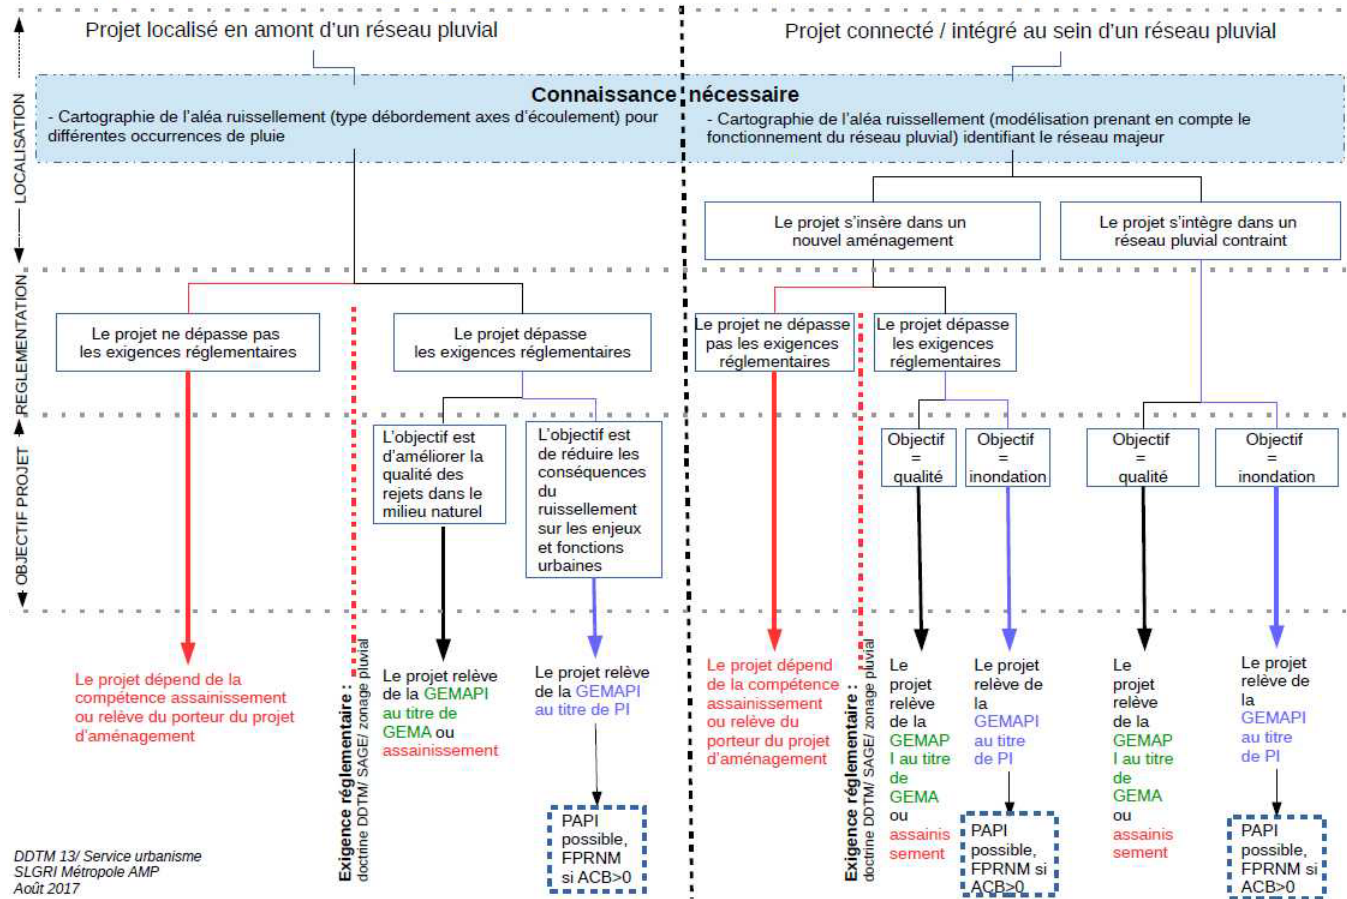 Projet localisé en amont d'un réseau pluvial
Projet connecté / intégré au sein d'un réseau pluvial
LOCALISATION
Connaissance nécessaire
- Cartographie de l'aléa ruissellement (type débordement axes d'écoulement) pour
différentes occurrences de pluie
- Cartographie de l'aléa ruissellement (modélisation prenant en compte le
fonctionnement du réseau pluvial) identifiant le réseau majeur
Le projet s'insère dans un
nouvel aménagement
Le projet s'intègre dans un
réseau pluvial contraint
REGLEMENTATION
Le projet ne dépasse pas
les exigences réglementaires
Le projet dépasse
les exigences réglementaires
Le projet ne dépasse
pas les exigences
réglementaires
Le projet dépasse
les exigences
réglementaires
OBJECTIF PROJET
L'objectif est
d'améliorer la
qualité des
rejets dans le
milieu naturel
L'objectif est
de réduire les
conséquences
du
ruissellement
sur les enjeux
et fonctions
urbaines
Objectif
=
qualité
Objectif
=
inondation
Objectif
=
qualité
Objectif
=
inondation
Le projet dépend de la
compétence assainissement
ou relève du porteur du projet
d'aménagement
Exigence réglementaire :
doctrine DDTM/ SAGE/ zonage pluvial
Le projet relève
de la GEMAPI
au titre de
GEMA ou
assainissement
Le projet relève
de la GEMAPI
au titre de PI
PAPI
possible,
FPRNM
si ACB>0
Le projet dépend
de la compétence
assainissement
ou relève du
porteur du projet
d'aménagement
Exigence réglementaire :
doctrine DDTM/ SAGE/ zonage pluvial
Le
projet
relève
de la
GEMAP
I au titre
de
GEMA
ou
assainis
sement
Le projet
relève de
la
GEMAPI
au titre
de PI
PAPI
possible,
FPRNM si
ACB>0
Le
projet
relève
de la
GEMAP
I au titre
de
GEMA
ou
assainis
sement
Le projet
relève de
la
GEMAPI
au titre
de PI
PAPI
possible,
FPRNM si
ACB>0
DDTM 13/ Service urbanisme
SLGRI Métropole AMP
Août 2017